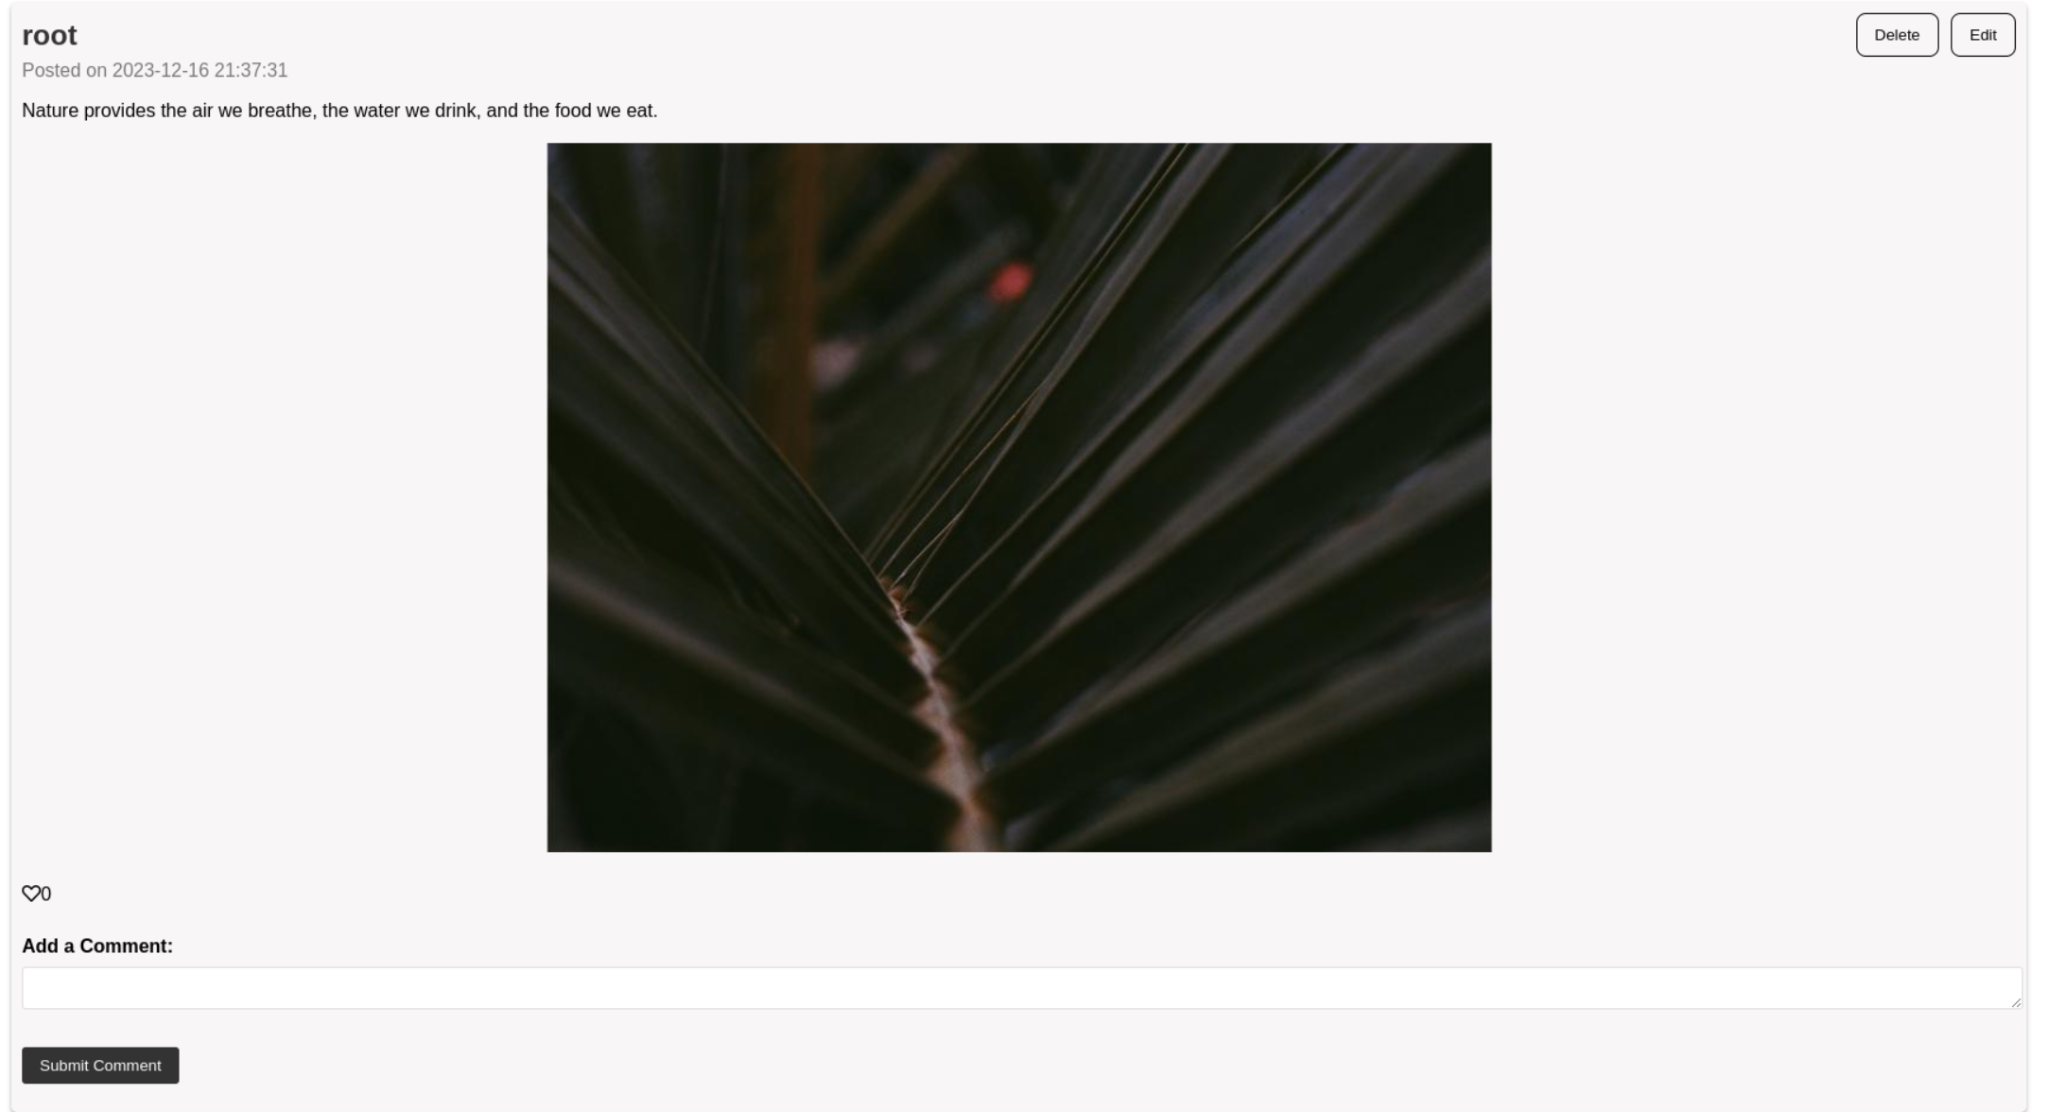 root
Delete
Edit
Posted on 2023-12-16 21:37:31
Nature provides the air we breathe, the water we drink, and the food we eat.
0
Add a Comment:
Submit Comment